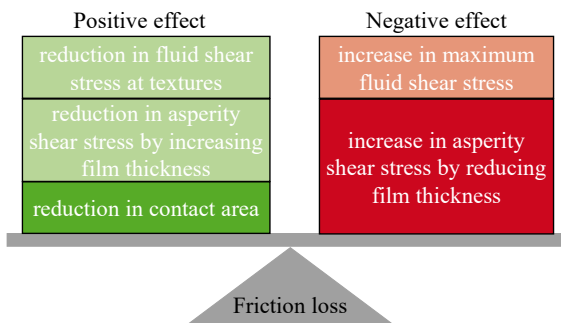 Positive effect
reduction in fluid shear
stress at textures
reduction in asperity
shear stress by increasing
film thickness
reduction in contact area
Negative effect
increase in maximum
fluid shear stress
increase in asperity
shear stress by reducing
film thickness
Friction loss